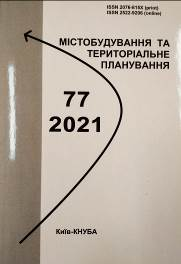 ISSN 2076-815X (print)
ISSN 2522-9206 (online)
МІСТОБУДУВАННЯ ТА
ТЕРИТОРІАЛЬНЕ
ПЛАНУВАННЯ
77
2021
Київ-КНУБА